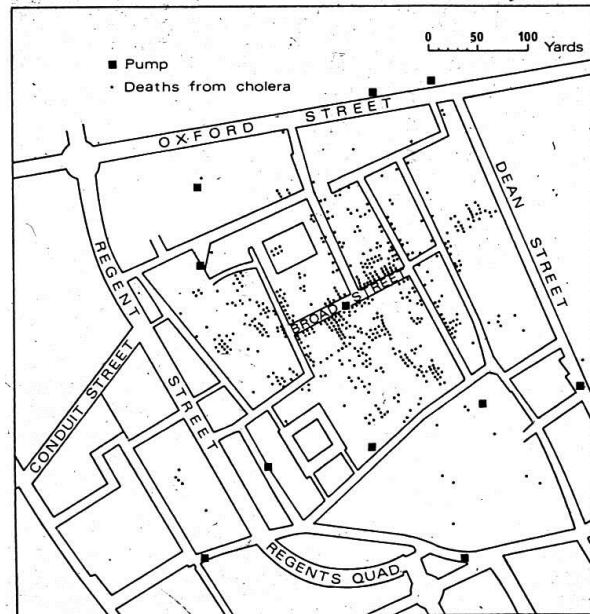 0 50 100
Yards
Pump
Deaths from cholera
OXFORD STREET
DEAN STREET
REGENT STREET
BROAD STREET
CONDUIT STREET
REGENTS QUAD